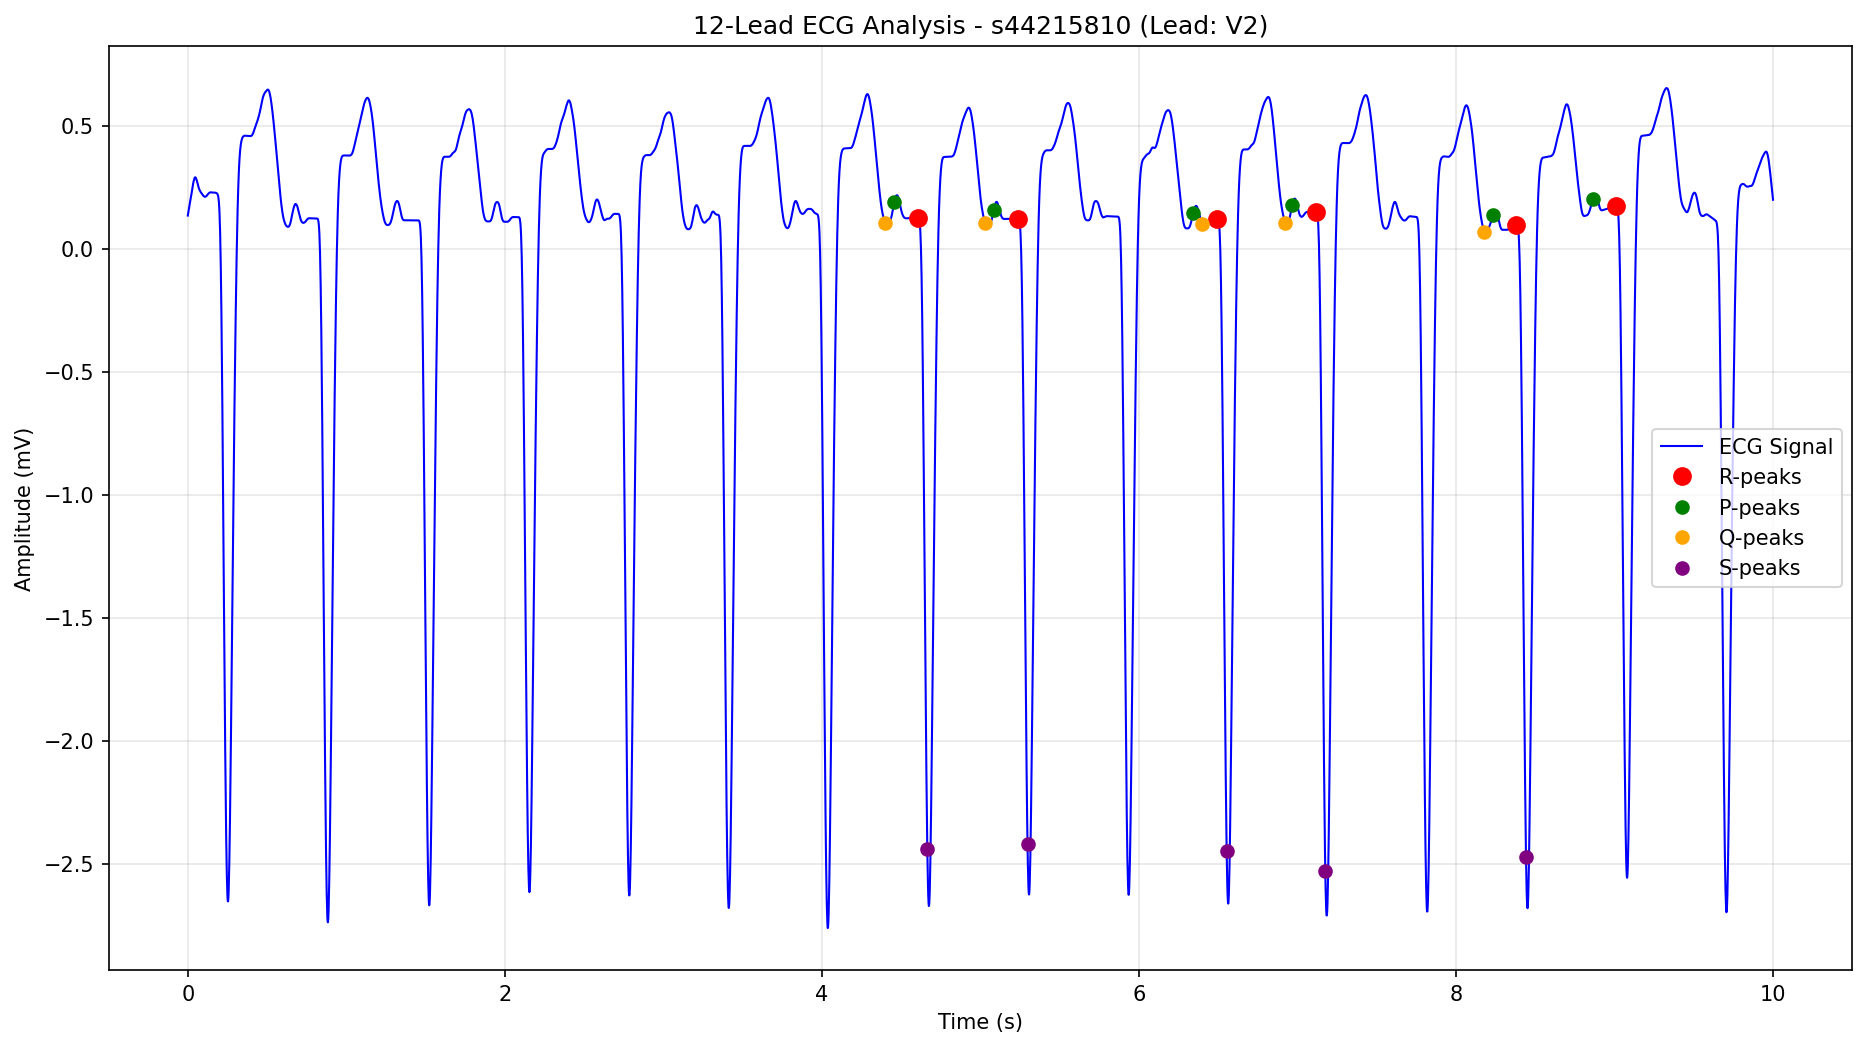 12-Lead ECG Analysis - s44215810 (Lead: V2)
Amplitude (mV)
0.5
0.0
−0.5
−1.0
−1.5
−2.0
−2.5
ECG Signal
R-peaks
P-peaks
Q-peaks
S-peaks
0 2 4 6 8 10
Time (s)